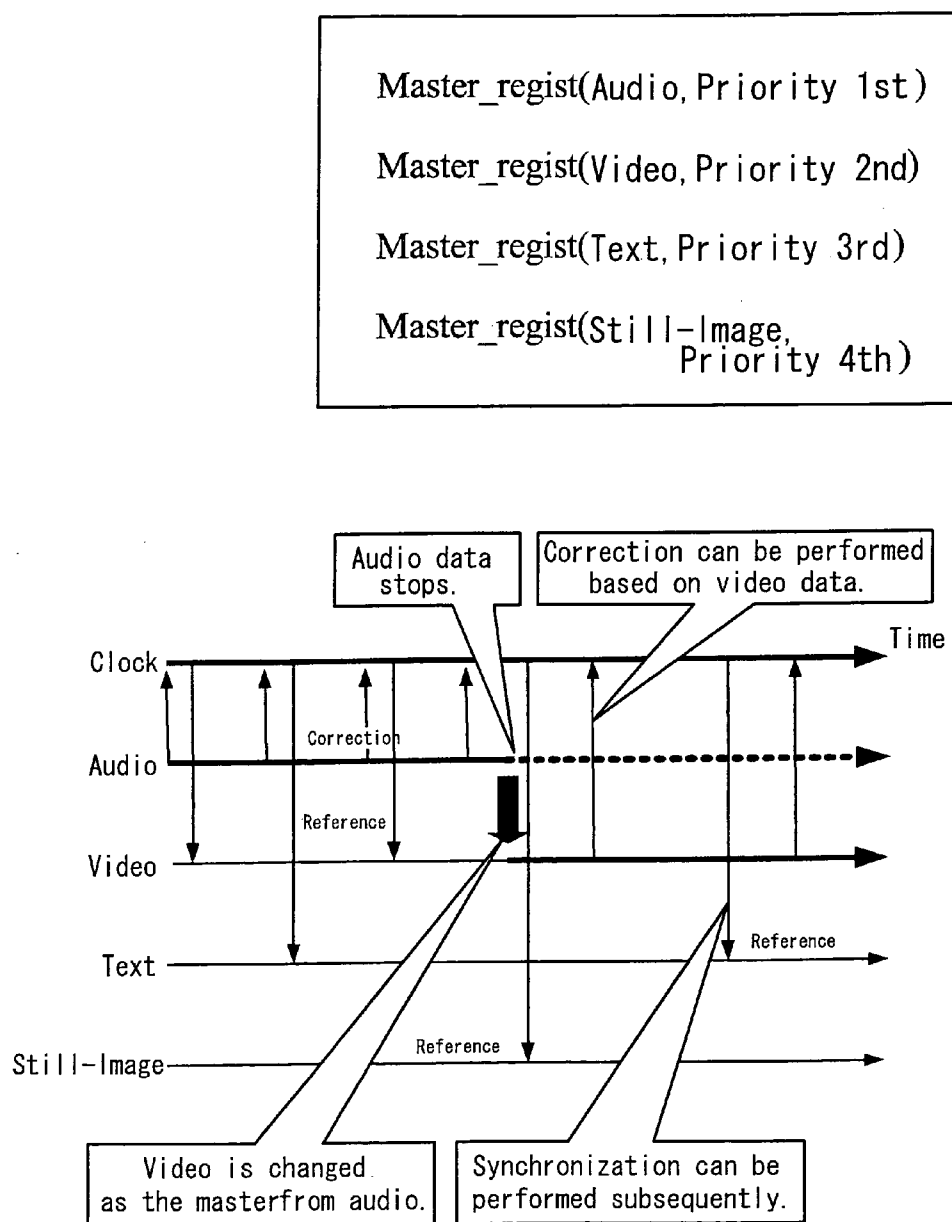 Master_regist(Audio, Priority 1st)
Master_regist(Video, Priority 2nd)
Master_regist(Text, Priority 3rd)
Master_regist(Still-Image,
Priority 4th)
Audio data
stops.
Correction can be performed
based on video data.
Time
Clock
Correction
Audio
Reference
Video
Reference
Text
Reference
Still-Image
Video is changed
as the masterfrom audio.
Synchronization can be
performed subsequently.